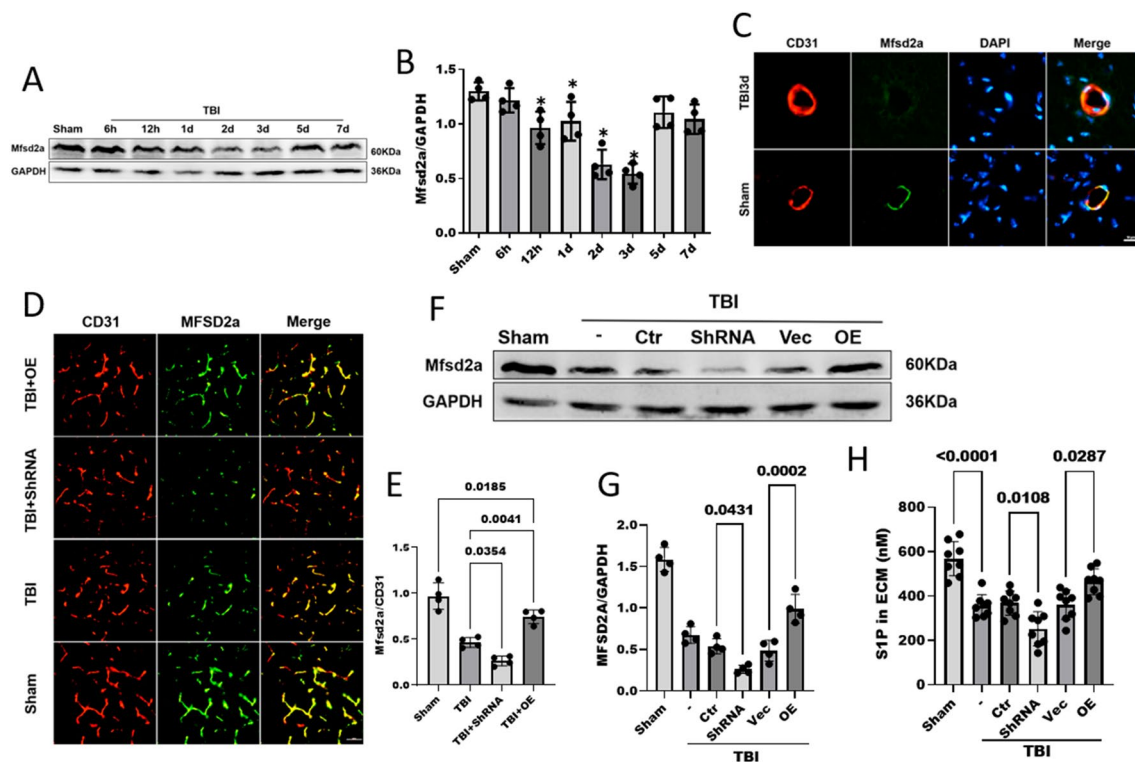 A
TBI
Sham 6h 12h 1d 2d 3d 5d 7d
Mfsd2a 60KDa
GAPDH 36KDa
B
Mfsd2a/GAPDH
1.5
1.0
0.5
0.0
* * * *
Sham 6h 12h 1d 2d 3d 5d 7d
C
CD31 Mfsd2a DAPI Merge
TBI3d
Sham
D
CD31 MFSD2a Merge
TBI+OE
TBI+ShRNA
TBI
Sham
E
0.0185
0.0041
0.0354
Mfsd2a/CD31
1.5
1.0
0.5
0.0
Sham TBI TBI+ShRNA TBI+OE
F
TBI
Sham - Ctr ShRNA Vec OE
Mfsd2a 60KDa
GAPDH 36KDa
G
0.0002
0.0431
MFSD2A/GAPDH
2.0
1.5
1.0
0.5
0.0
Sham - Ctr ShRNA Vec OE
TBI
H
<0.0001 0.0287
0.0108
S1P in ECM (nM)
800
600
400
200
0
Sham - Ctr ShRNA Vec OE
TBI